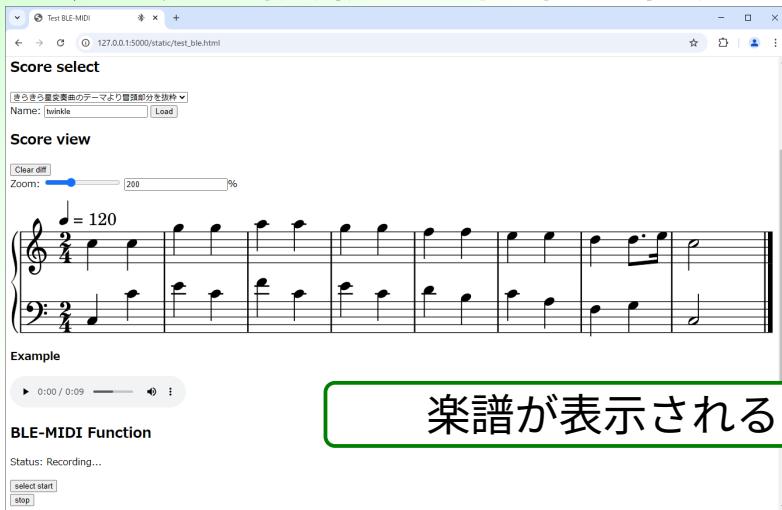 Test BLE-MIDI
127.0.0.1:5000/static/test_ble.html
Score select
きらきら星変奏曲のテーマより冒頭部分を抜粋
Name: twinkle Load
Score view
Clear diff
Zoom: 200 %
= 120
2 4
2 4
Example
0:00 / 0:09
楽譜が表示される
BLE-MIDI Function
Status: Recording...
select start
stop